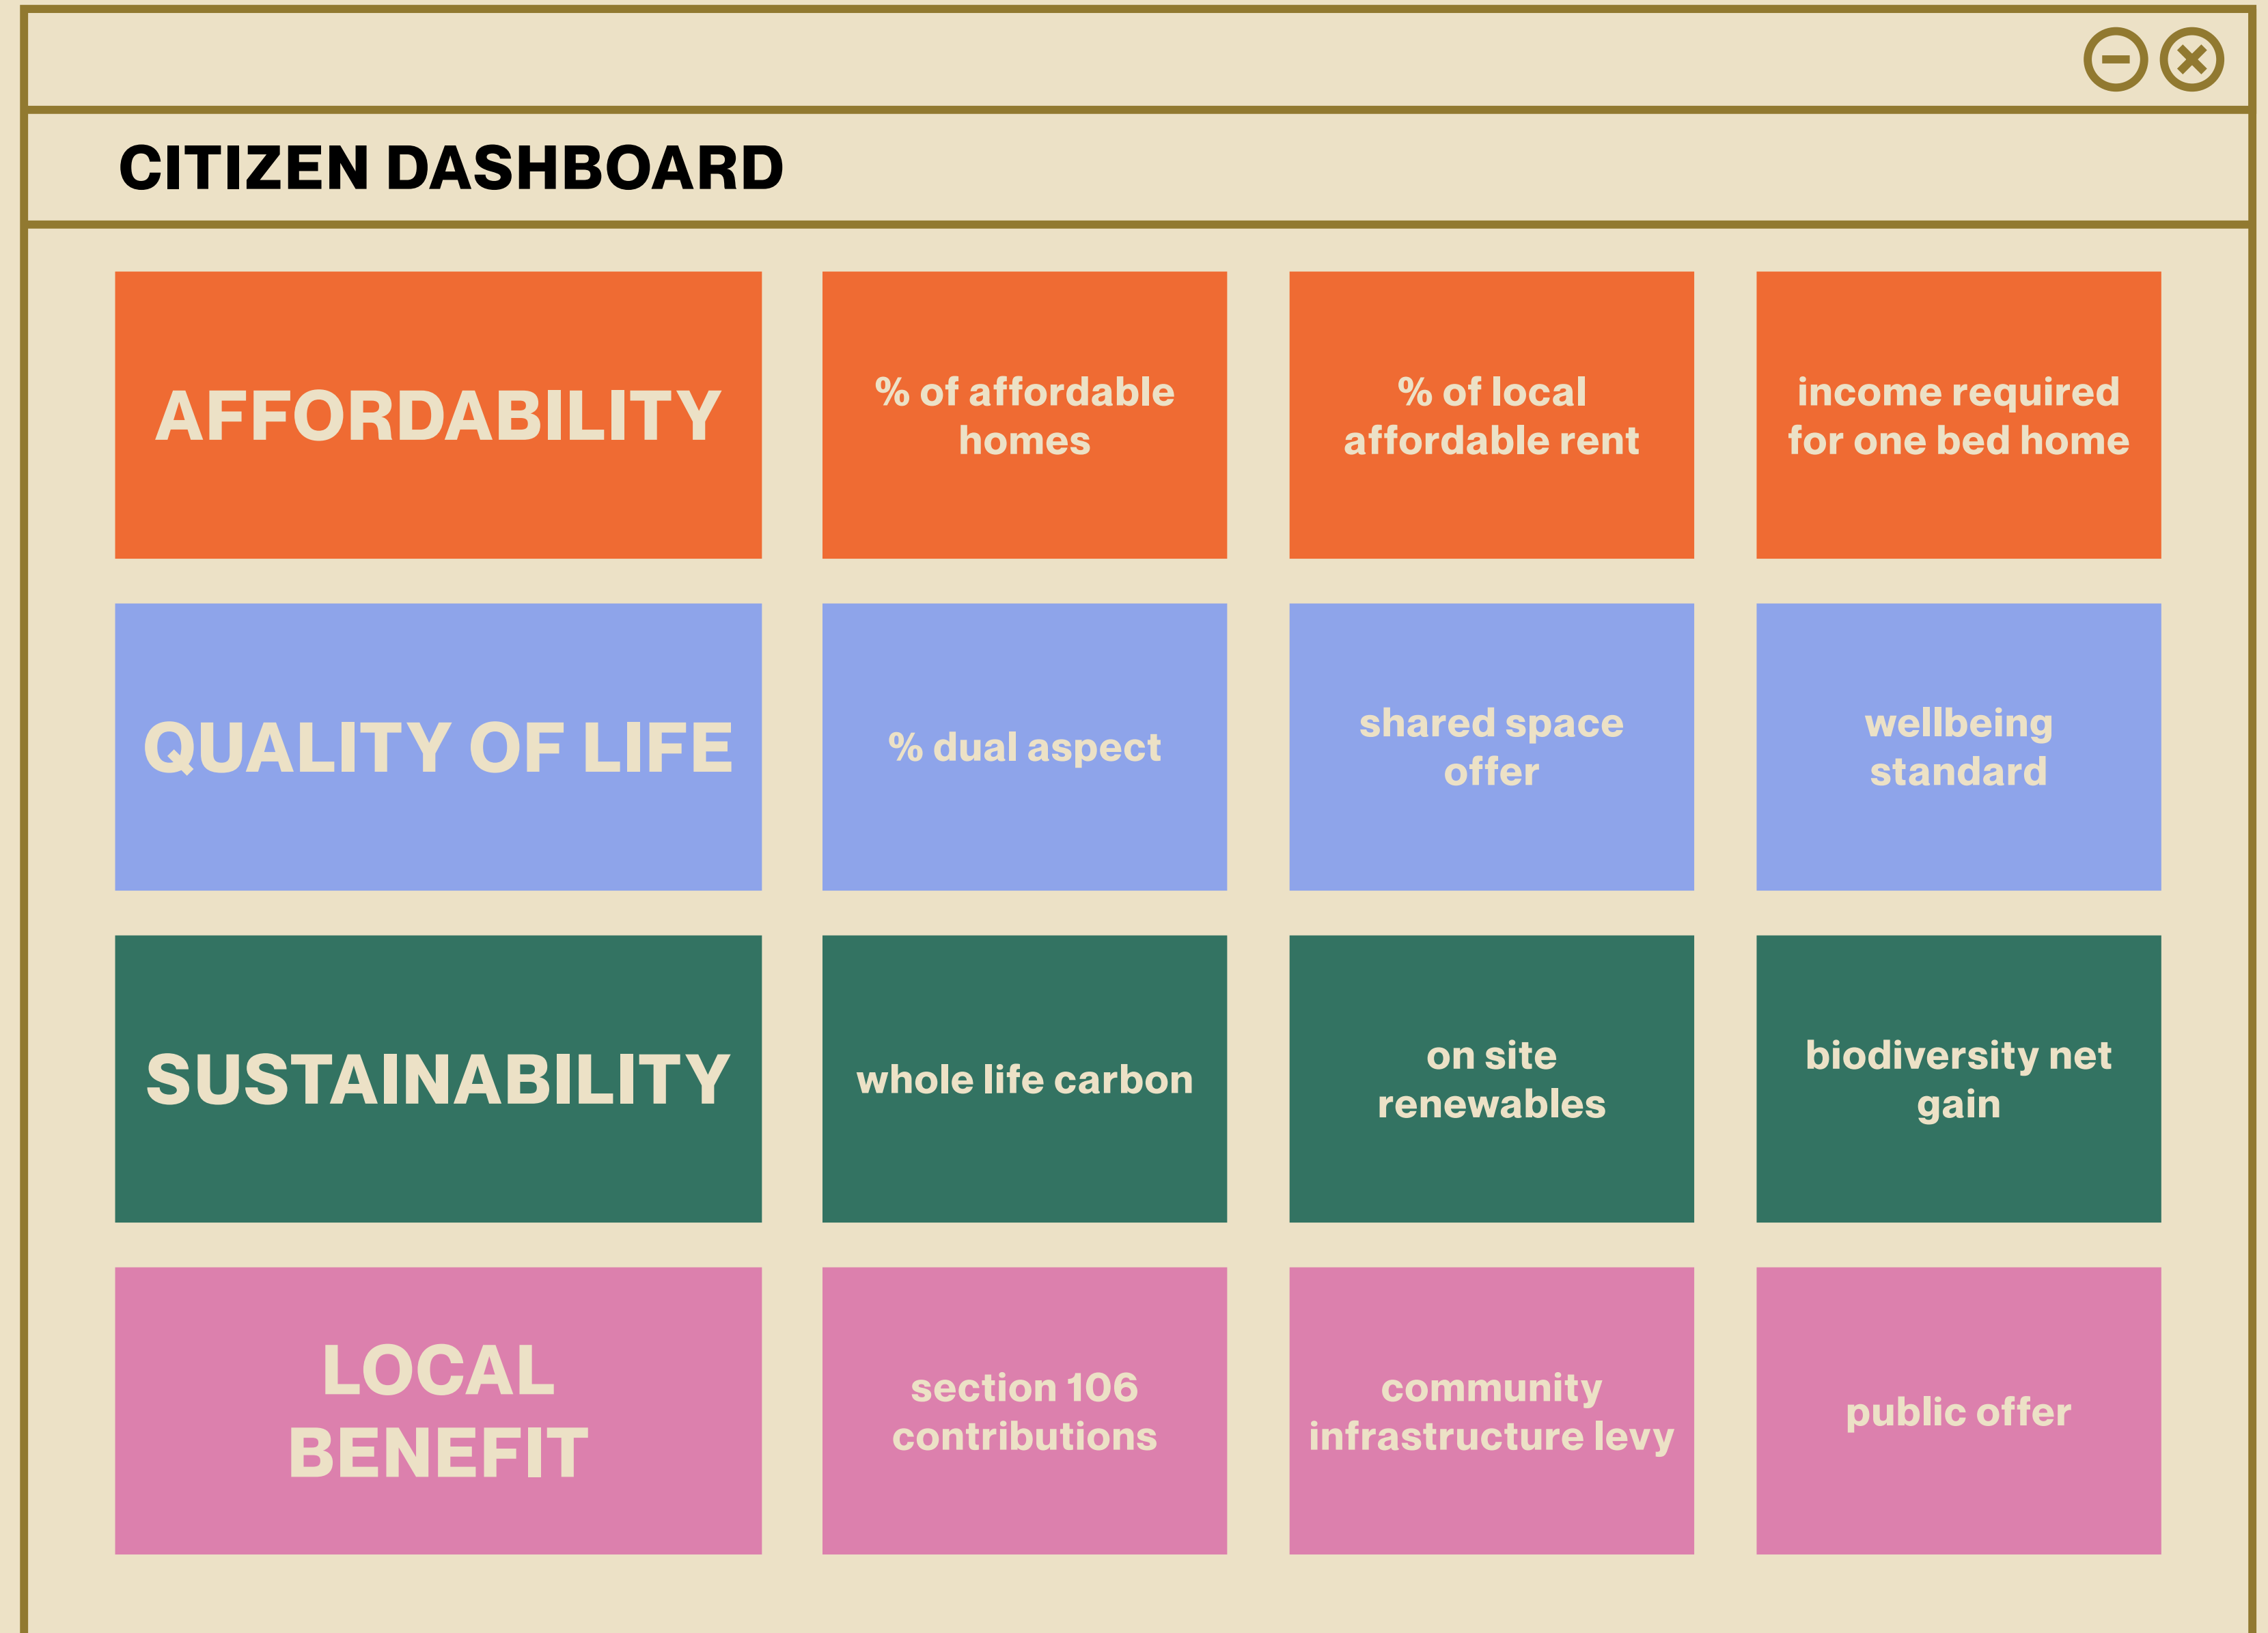 CITIZEN DASHBOARD
AFFORDABILITY
% of affordable
homes
% of local
affordable rent
income required
for one bed home
QUALITY OF LIFE
% dual aspect
shared space
offer
wellbeing
standard
SUSTAINABILITY
whole life carbon
on site
renewables
biodiversity net
gain
LOCAL
BENEFIT
section 106
contributions
community
infrastructure levy
public offer